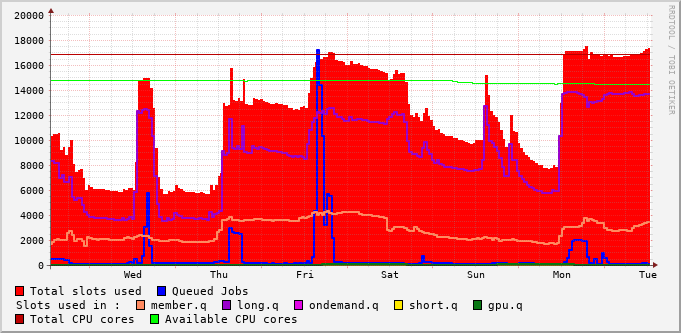 20000
18000
16000
14000
12000
10000
8000
6000
4000
2000
0
Wed Thu Fri Sat Sun Mon Tue
RRDTOOL / TOBI OETIKER
Total slots used Queued Jobs
Slots used in : member.q long.q ondemand.q short.q gpu.q
Total CPU cores Available CPU cores